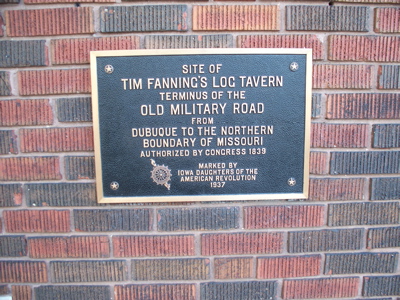 SITE OF
TIM FANNING'S LOG TAVERN
TERMINUS OF THE
OLD MILITARY ROAD
FROM
DUBUQUE TO THE NORTHERN
BOUNDARY OF MISSOURI
AUTHORIZED BY CONGRESS 1839
MARKED BY
IOWA DAUGHTERS OF THE
AMERICAN REVOLUTION
1937